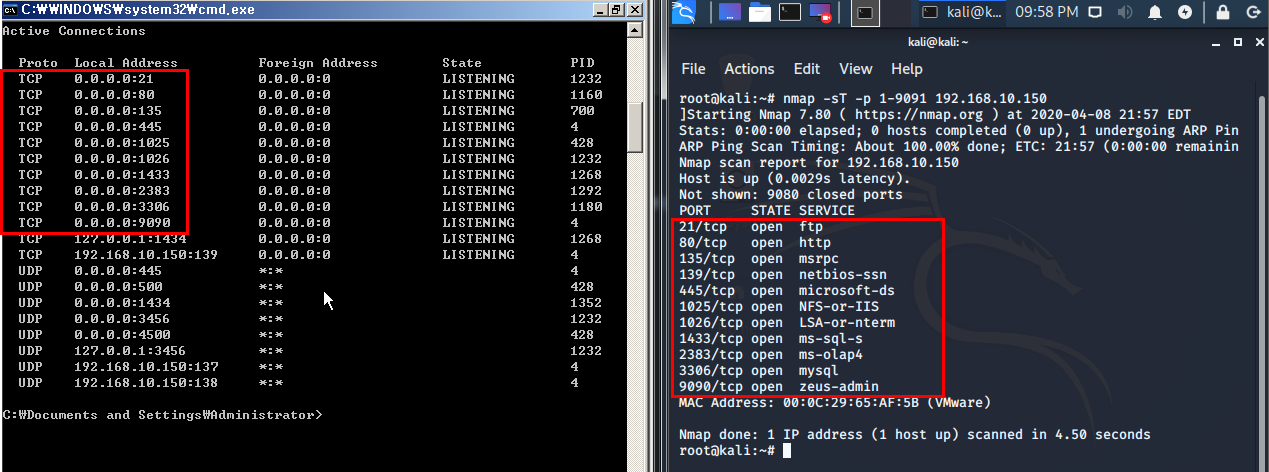 C:₩WINDOWS₩system32₩cmd.exe
Active Connections
Proto  Local Address          Foreign Address        State           PID
TCP    0.0.0.0:21             0.0.0.0:0              LISTENING       1232
TCP    0.0.0.0:80             0.0.0.0:0              LISTENING       1160
TCP    0.0.0.0:135            0.0.0.0:0              LISTENING       700
TCP    0.0.0.0:445            0.0.0.0:0              LISTENING       4
TCP    0.0.0.0:1025           0.0.0.0:0              LISTENING       428
TCP    0.0.0.0:1026           0.0.0.0:0              LISTENING       1232
TCP    0.0.0.0:1433           0.0.0.0:0              LISTENING       1268
TCP    0.0.0.0:2383           0.0.0.0:0              LISTENING       1292
TCP    0.0.0.0:3306           0.0.0.0:0              LISTENING       1180
TCP    0.0.0.0:9090           0.0.0.0:0              LISTENING       4
TCP    127.0.0.1:1434         0.0.0.0:0              LISTENING       1268
TCP    192.168.10.150:139     0.0.0.0:0              LISTENING       4
UDP    0.0.0.0:445            *:*                                    4
UDP    0.0.0.0:500            *:*                                    428
UDP    0.0.0.0:1434           *:*                                    1352
UDP    0.0.0.0:3456           *:*                                    1232
UDP    0.0.0.0:4500           *:*                                    428
UDP    127.0.0.1:3456         *:*                                    1232
UDP    192.168.10.150:137     *:*                                    4
UDP    192.168.10.150:138     *:*                                    4
C:₩Documents and Settings₩Administrator>
kali@k... 09:58 PM
kali@kali: ~
File Actions Edit View Help
root@kali:~# nmap -sT -p 1-9091 192.168.10.150
]Starting Nmap 7.80 ( https://nmap.org ) at 2020-04-08 21:57 EDT
Stats: 0:00:00 elapsed; 0 hosts completed (0 up), 1 undergoing ARP Pin
ARP Ping Scan Timing: About 100.00% done; ETC: 21:57 (0:00:00 remainin
Nmap scan report for 192.168.10.150
Host is up (0.0029s latency).
Not shown: 9080 closed ports
PORT     STATE SERVICE
21/tcp   open  ftp
80/tcp   open  http
135/tcp  open  msrpc
139/tcp  open  netbios-ssn
445/tcp  open  microsoft-ds
1025/tcp open  NFS-or-IIS
1026/tcp open  LSA-or-nterm
1433/tcp open  ms-sql-s
2383/tcp open  ms-olap4
3306/tcp open  mysql
9090/tcp open  zeus-admin
MAC Address: 00:0C:29:65:AF:5B (VMware)
Nmap done: 1 IP address (1 host up) scanned in 4.50 seconds
root@kali:~#